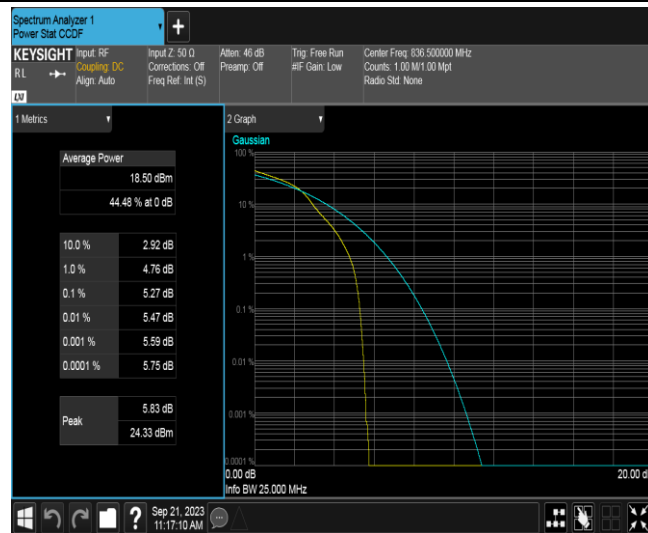 Spectrum Analyzer 1
Power Stat CCDF
+
KEYSIGHT
RL
LXI
Input: RF
Coupling: DC
Align: Auto
Input Z: 50 Ω
Corrections: Off
Freq Ref: Int (S)
Atten: 46 dB
Preamp: Off
Trig: Free Run
#IF Gain: Low
Center Freq: 836.500000 MHz
Counts: 1.00 M/1.00 Mpt
Radio Std: None
1 Metrics
Average Power
18.50 dBm
44.48 % at 0 dB
10.0 % 2.92 dB
1.0 % 4.76 dB
0.1 % 5.27 dB
0.01 % 5.47 dB
0.001 % 5.59 dB
0.0001 % 5.75 dB
Peak
5.83 dB
24.33 dBm
2 Graph
Gaussian
100 %
10 %
1 %
0.1 %
0.01 %
0.001 %
0.0001 %
0.00 dB
20.00 d
Info BW 25.000 MHz
?
Sep 21, 2023
11:17:10 AM